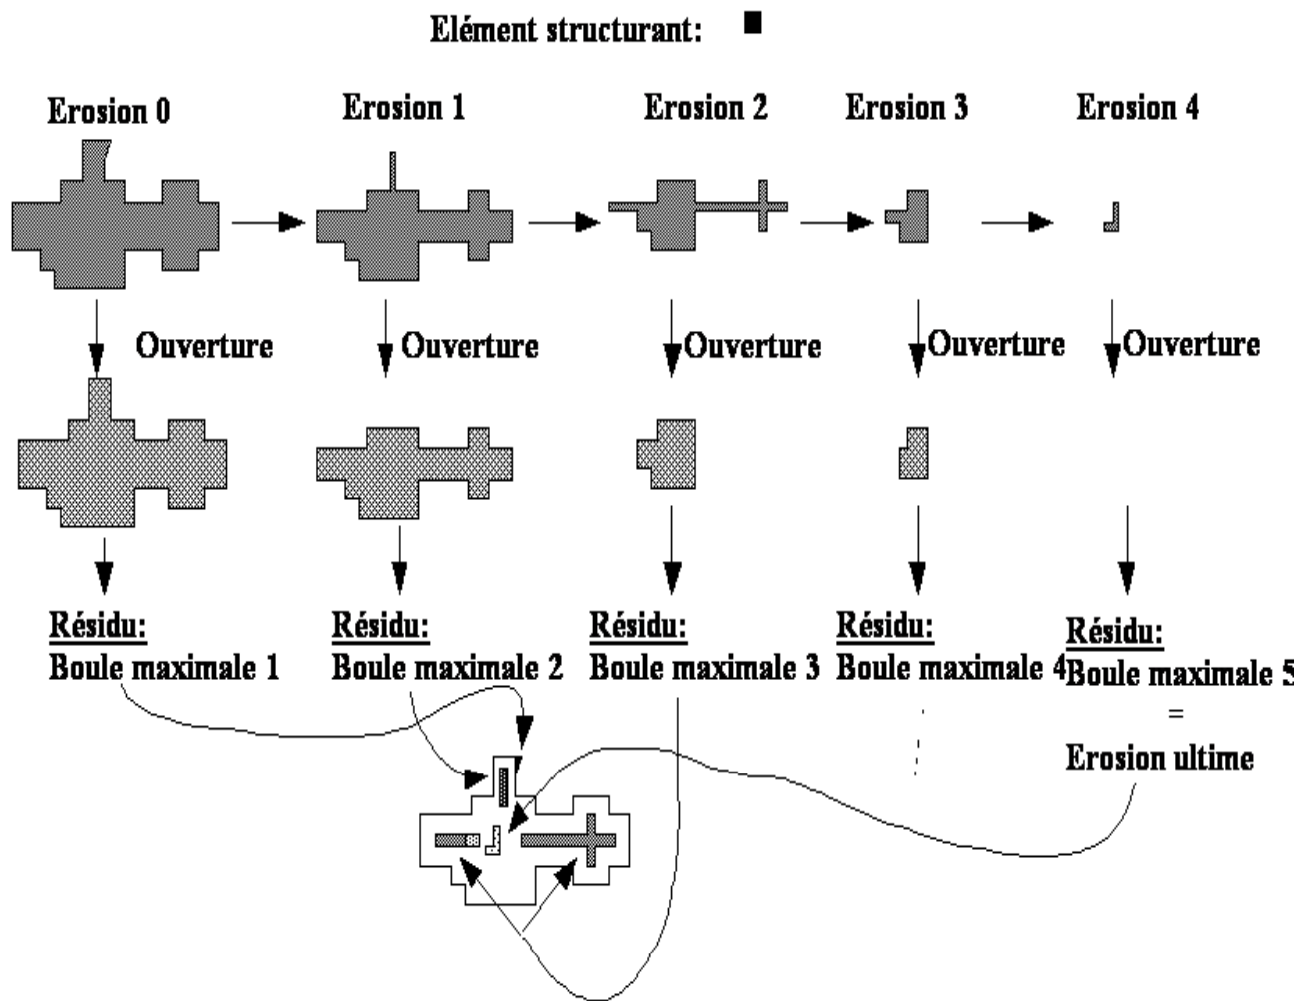 Elément structurant:
Erosion 0
Erosion 1
Erosion 2
Erosion 3
Erosion 4
Ouverture
Ouverture
Ouverture
Ouverture
Ouverture
Résidu:
Boule maximale 1
Résidu:
Boule maximale 2
Résidu:
Boule maximale 3
Résidu:
Boule maximale 4
Résidu:
Boule maximale 5
=
Erosion ultime